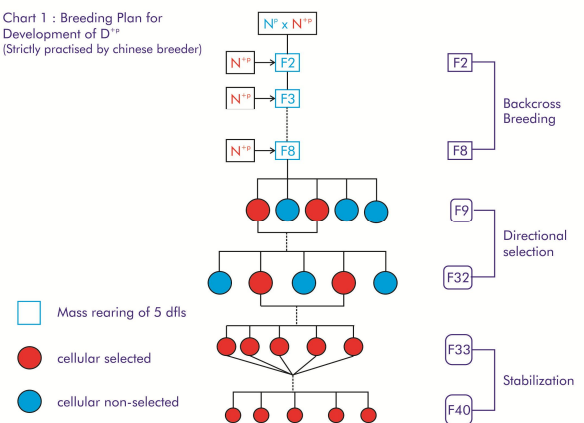 Chart 1 : Breeding Plan for
Development of D⁺ᵖ
(Strictly practised by chinese breeder)
Nᵖ x N⁺ᵖ
N⁺ᵖ F2
N⁺ᵖ F3
N⁺ᵖ F8
F2
Backcross
Breeding
F8
F9
Directional
selection
F32
F33
Stabilization
F40
Mass rearing of 5 dfls
cellular selected
cellular non-selected